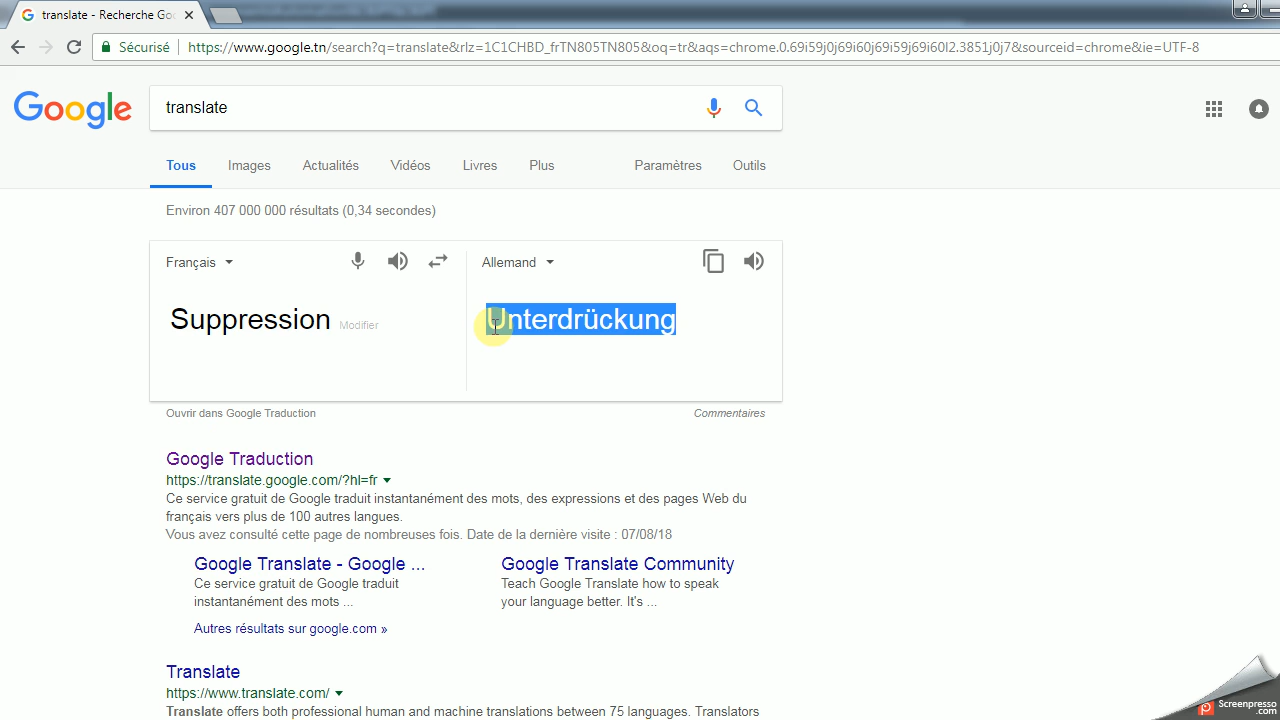 translate - Recherche Goo
Sécurisé
https://www.google.tn/search?q=translate&rlz=1C1CHBD_frTN805TN805&oq=tr&aqs=chrome.0.69i59j0j69i60j69i59j69i60l2.3851j0j7&sourceid=chrome&ie=UTF-8
Google
translate
Tous Images Actualités Vidéos Livres Plus Paramètres Outils
Environ 407 000 000 résultats (0,34 secondes)
Français Allemand
Suppression Modifier Unterdrückung
Ouvrir dans Google Traduction Commentaires
Google Traduction
https://translate.google.com/?hl=fr
Ce service gratuit de Google traduit instantanément des mots, des expressions et des pages Web du
français vers plus de 100 autres langues.
Vous avez consulté cette page de nombreuses fois. Date de la dernière visite : 07/08/18
Google Translate - Google ... Google Translate Community
Ce service gratuit de Google traduit Teach Google Translate how to speak
instantanément des mots ... your language better. It's ...
Autres résultats sur google.com »
Translate
https://www.translate.com/
Translate offers both professional human and machine translations between 75 languages. Translators
Screenpresso
.com